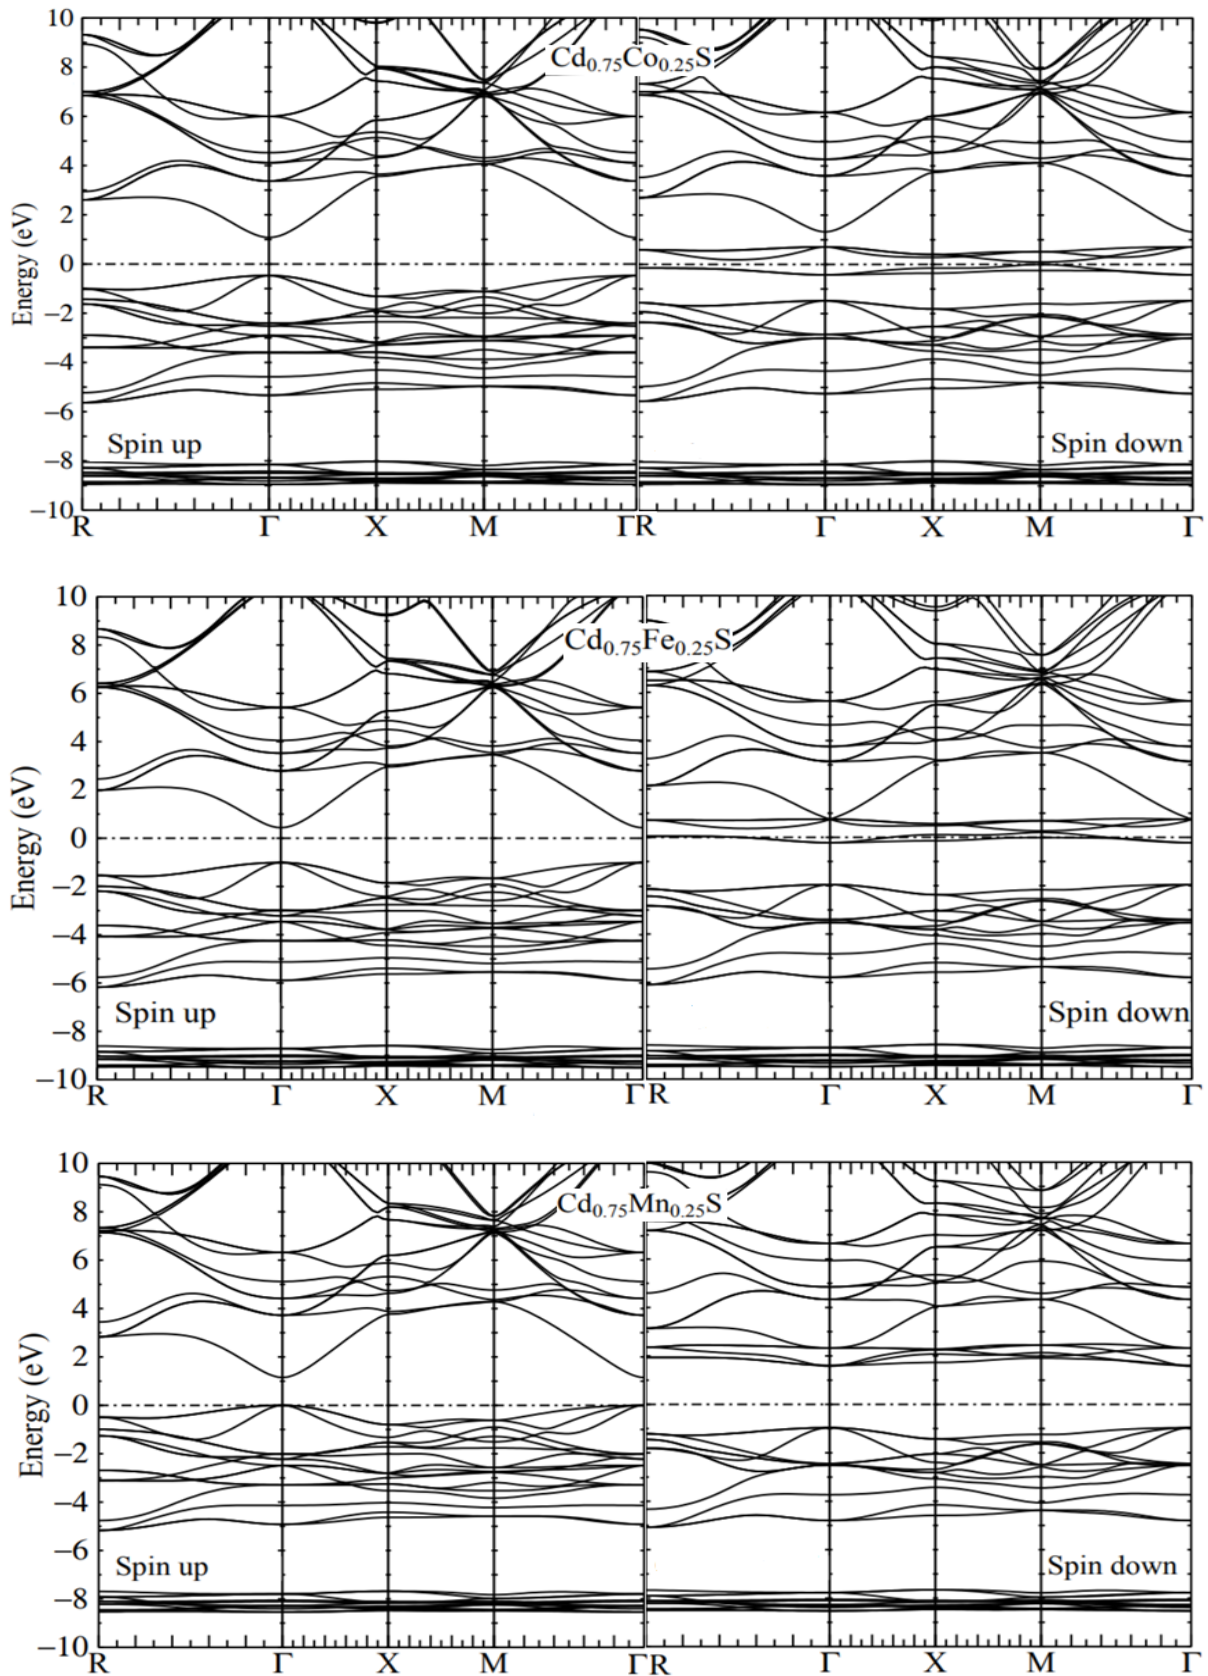 10
8
6
4
2
0
−2
−4
−6
−8
−10
Energy (eV)
Cd0.75Co0.25S
Spin up
Spin down
R Γ X M Γ R Γ X M Γ
10
8
6
4
2
0
−2
−4
−6
−8
−10
Energy (eV)
Cd0.75Fe0.25S
Spin up
Spin down
R Γ X M Γ R Γ X M Γ
10
8
6
4
2
0
−2
−4
−6
−8
−10
Energy (eV)
Cd0.75Mn0.25S
Spin up
Spin down
R Γ X M Γ R Γ X M Γ